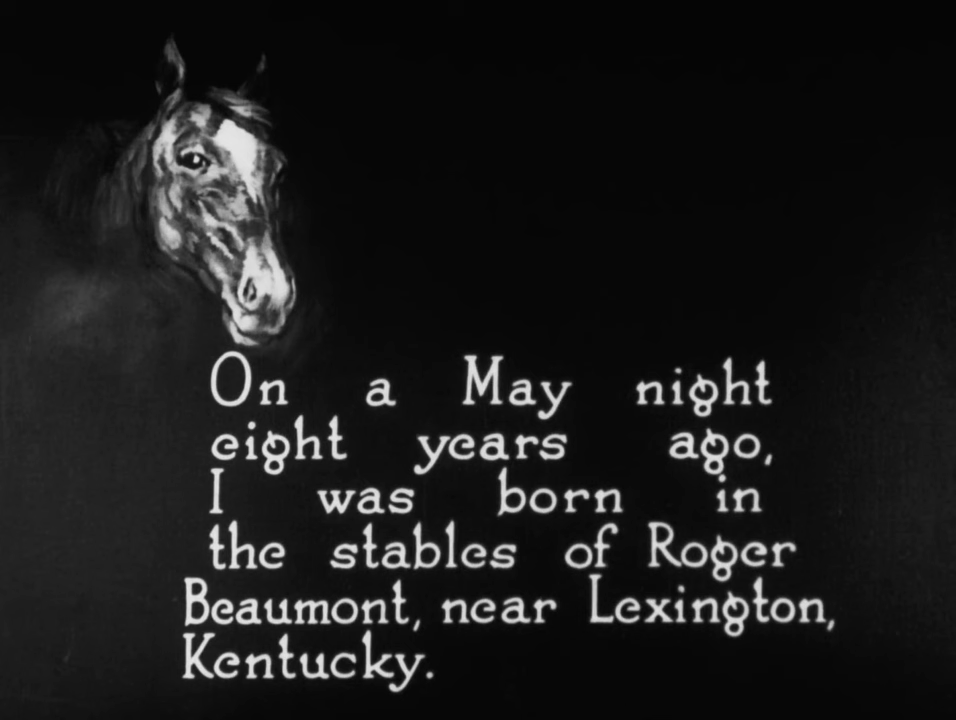 On a May night
eight years ago,
I was born in
the stables of Roger
Beaumont, near Lexington,
Kentucky.